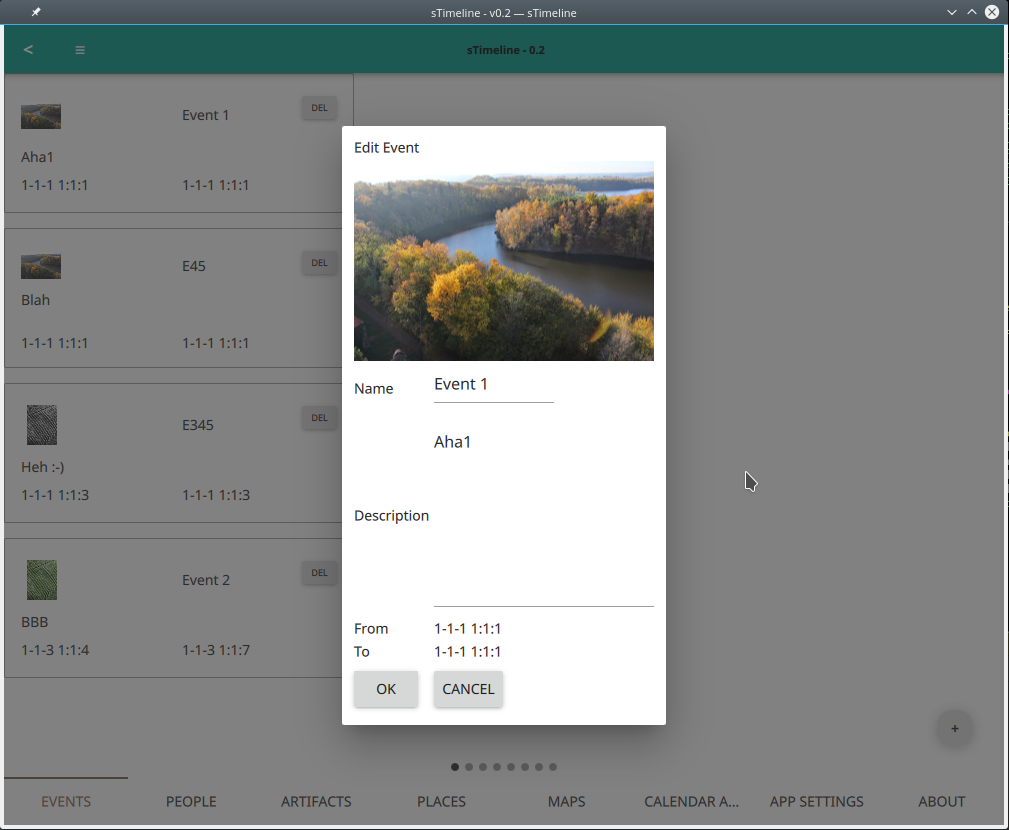 sTimeline - v0.2 — sTimeline
< ≡ sTimeline - 0.2
Event 1 DEL
Aha1
1-1-1 1:1:1 1-1-1 1:1:1
E45 DEL
Blah
1-1-1 1:1:1 1-1-1 1:1:1
E345 DEL
Heh :-)
1-1-1 1:1:3 1-1-1 1:1:3
Event 2 DEL
BBB
1-1-3 1:1:4 1-1-3 1:1:7
Edit Event
Name Event 1
Aha1
Description
From 1-1-1 1:1:1
To 1-1-1 1:1:1
OK CANCEL
+
EVENTS PEOPLE ARTIFACTS PLACES MAPS CALENDAR A... APP SETTINGS ABOUT